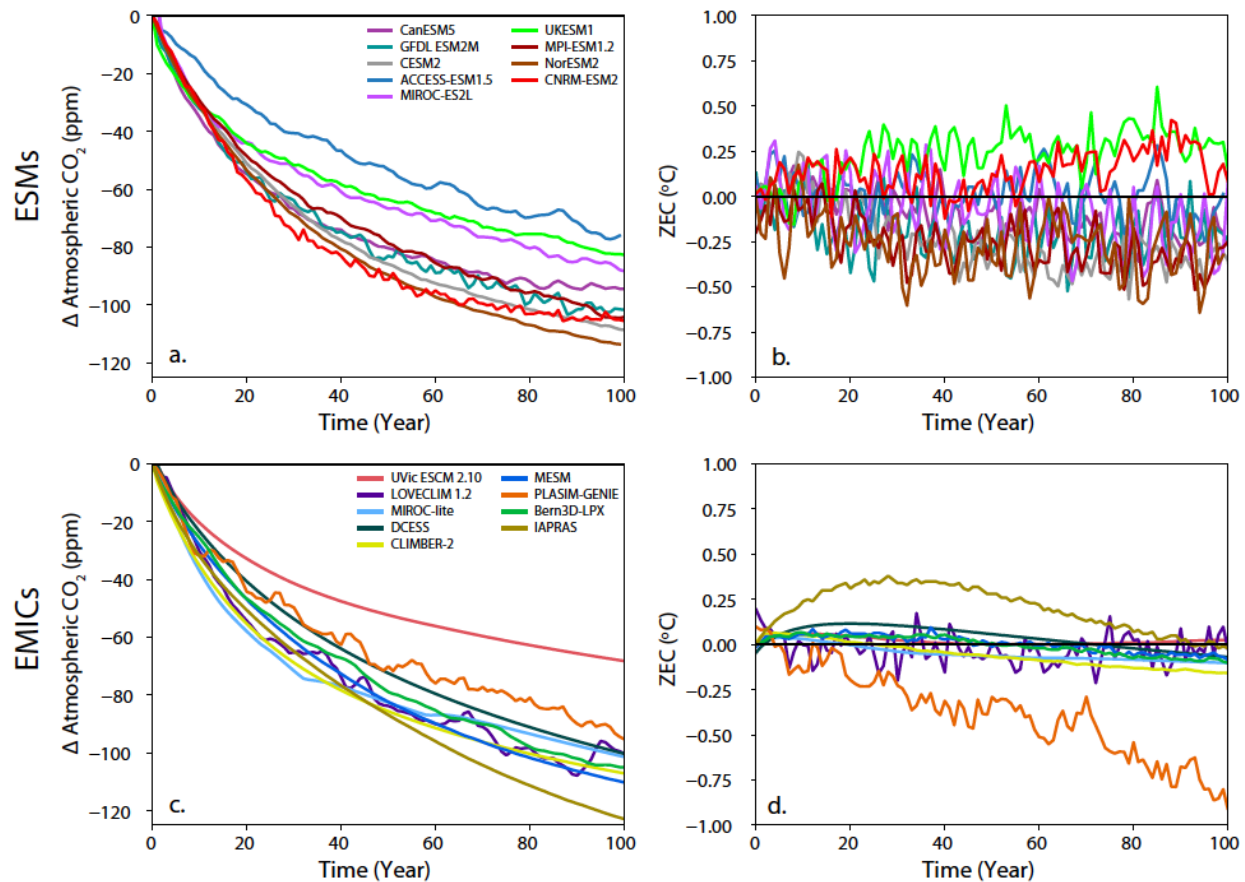 ESMs
Δ Atmospheric CO₂ (ppm)
0
−20
−40
−60
−80
−100
−120
CanESM5
GFDL ESM2M
CESM2
ACCESS-ESM1.5
MIROC-ES2L
UKESM1
MPI-ESM1.2
NorESM2
CNRM-ESM2
a.
0 20 40 60 80 100
Time (Year)
ZEC (°C)
1.00
0.75
0.50
0.25
0.00
−0.25
−0.50
−0.75
−1.00
b.
0 20 40 60 80 100
Time (Year)
EMICs
Δ Atmospheric CO₂ (ppm)
0
−20
−40
−60
−80
−100
−120
UVic ESCM 2.10
LOVECLIM 1.2
MIROC-lite
DCESS
CLIMBER-2
MESM
PLASIM-GENIE
Bern3D-LPX
IAPRAS
c.
0 20 40 60 80 100
Time (Year)
ZEC (°C)
1.00
0.75
0.50
0.25
0.00
−0.25
−0.50
−0.75
−1.00
d.
0 20 40 60 80 100
Time (Year)